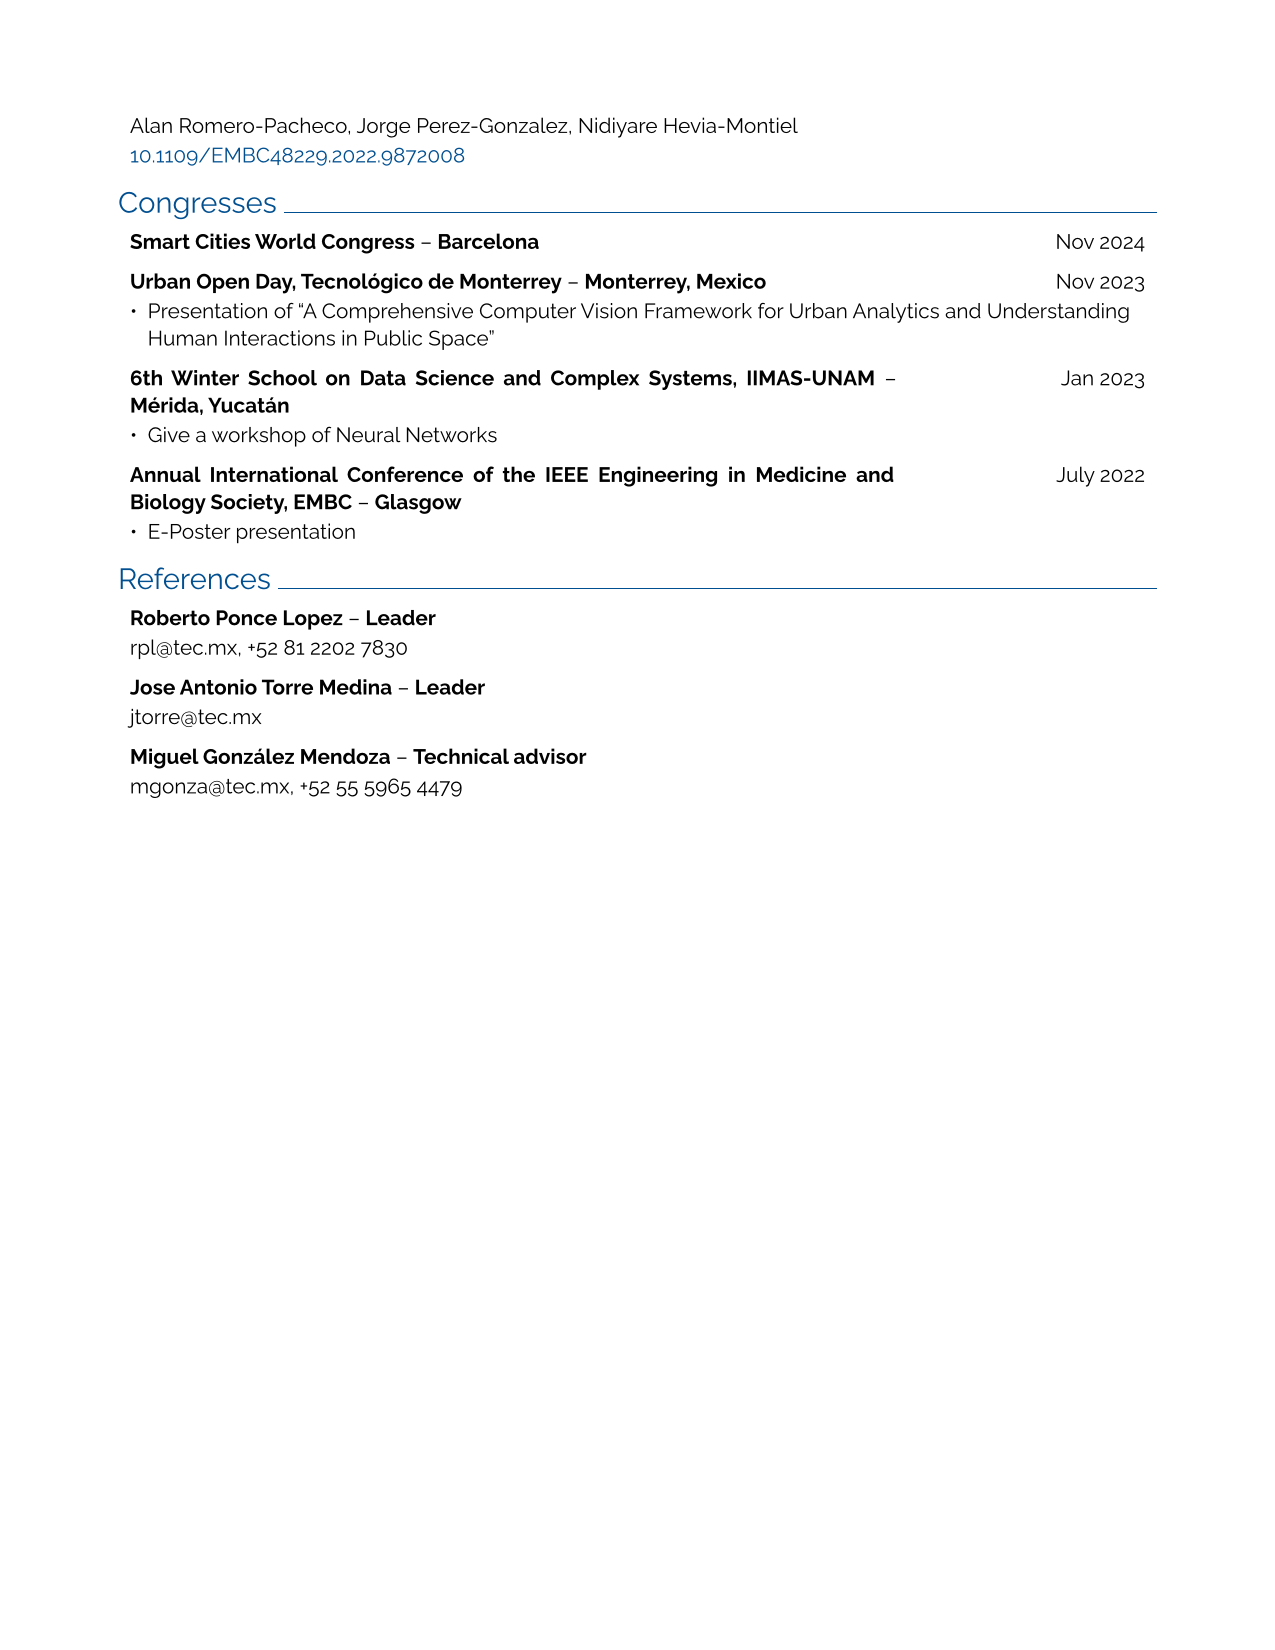 Alan Romero-Pacheco, Jorge Perez-Gonzalez, Nidiyare Hevia-Montiel
10.1109/EMBC48229.2022.9872008
Congresses
Smart Cities World Congress – Barcelona Nov 2024
Urban Open Day, Tecnológico de Monterrey – Monterrey, Mexico Nov 2023
• Presentation of “A Comprehensive Computer Vision Framework for Urban Analytics and Understanding
Human Interactions in Public Space”
6th Winter School on Data Science and Complex Systems, IIMAS-UNAM – Jan 2023
Mérida, Yucatán
• Give a workshop of Neural Networks
Annual International Conference of the IEEE Engineering in Medicine and July 2022
Biology Society, EMBC – Glasgow
• E-Poster presentation
References
Roberto Ponce Lopez – Leader
rpl@tec.mx, +52 81 2202 7830
Jose Antonio Torre Medina – Leader
jtorre@tec.mx
Miguel González Mendoza – Technical advisor
mgonza@tec.mx, +52 55 5965 4479